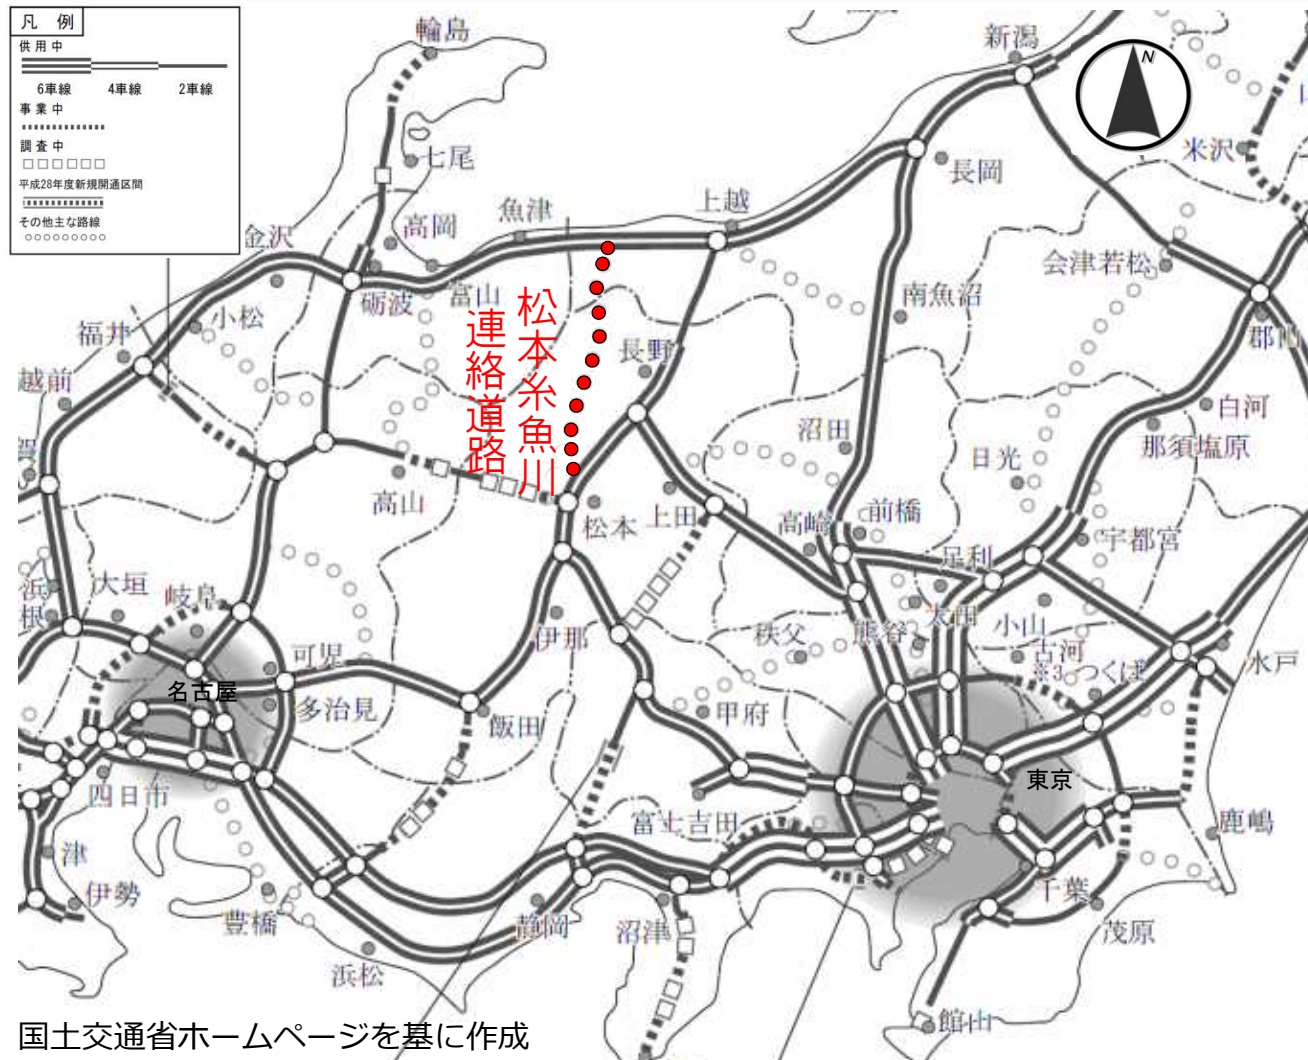 凡 例
供用中
6車線 4車線 2車線
事業中
調査中
平成28年度新規開通区間
その他主な路線
輪島
新潟
N
七尾
米沢
長岡
上越
魚津
高岡
金沢
会津若松
砺波
富山
南魚沼
小松
福井
郡山
長野
越前
松本糸魚川
連絡道路
白河
沼田
那須塩原
日光
賀
高山
松本
上田
高崎
前橋
宇都宮
足利
大垣
岐阜
浜
根
伊那
秩父
熊谷
太田
小山
古河
※3
つくば
水戸
可児
名古屋
多治見
飯田
甲府
東京
四日市
富士吉田
鹿嶋
津
伊勢
千葉
豊橋
静岡
沼津
茂原
浜松
館山
国土交通省ホームページを基に作成